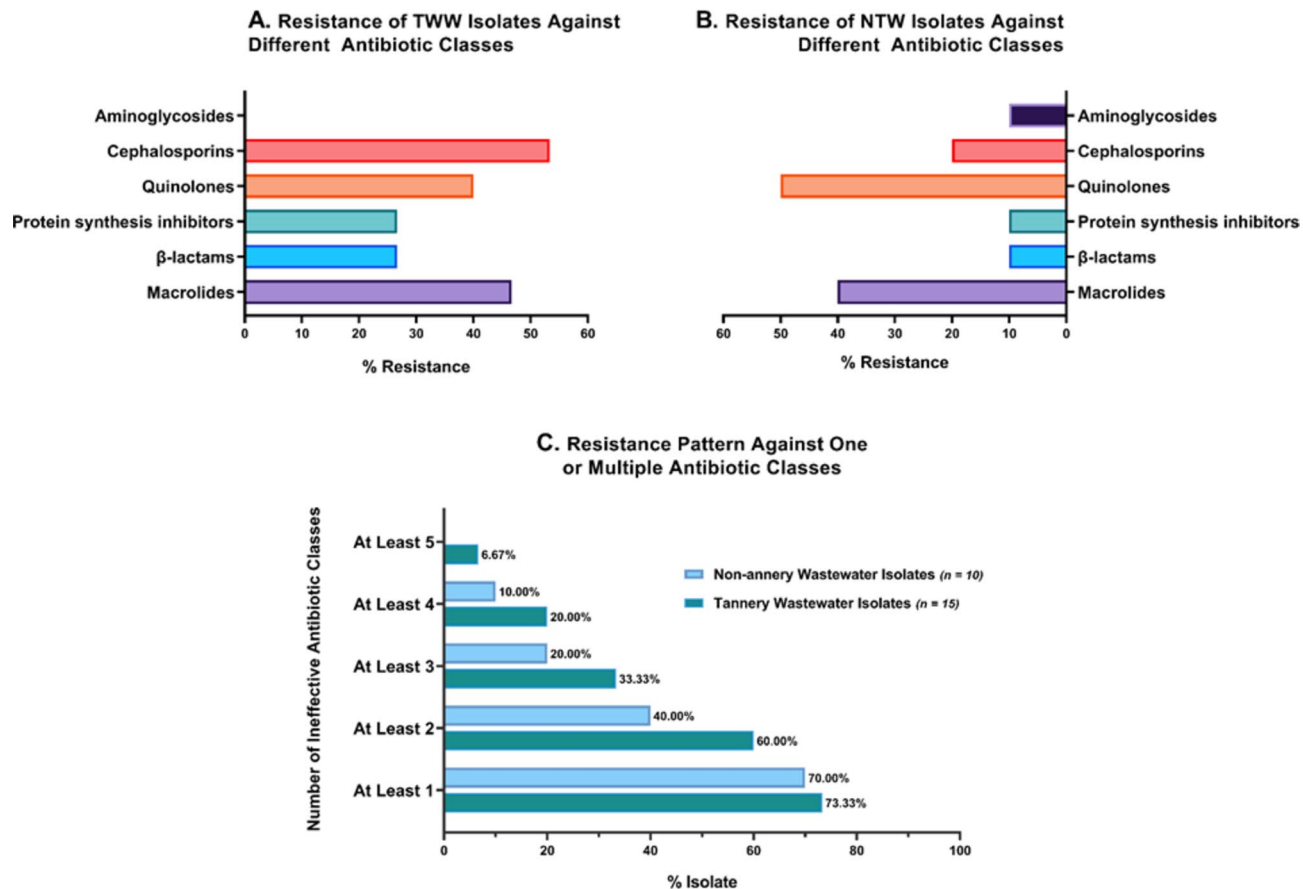 A. Resistance of TWW Isolates Against
Different Antibiotic Classes
Aminoglycosides
Cephalosporins
Quinolones
Protein synthesis inhibitors
β-lactams
Macrolides
0 10 20 30 40 50 60
% Resistance
B. Resistance of NTW Isolates Against
Different Antibiotic Classes
Aminoglycosides
Cephalosporins
Quinolones
Protein synthesis inhibitors
β-lactams
Macrolides
60 50 40 30 20 10 0
% Resistance
C. Resistance Pattern Against One
or Multiple Antibiotic Classes
Number of Ineffective Antibiotic Classes
At Least 5
6.67%
At Least 4
10.00%
20.00%
At Least 3
20.00%
33.33%
At Least 2
40.00%
60.00%
At Least 1
70.00%
73.33%
Non-annery Wastewater Isolates (n = 10)
Tannery Wastewater Isolates (n = 15)
0 20 40 60 80 100
% Isolate